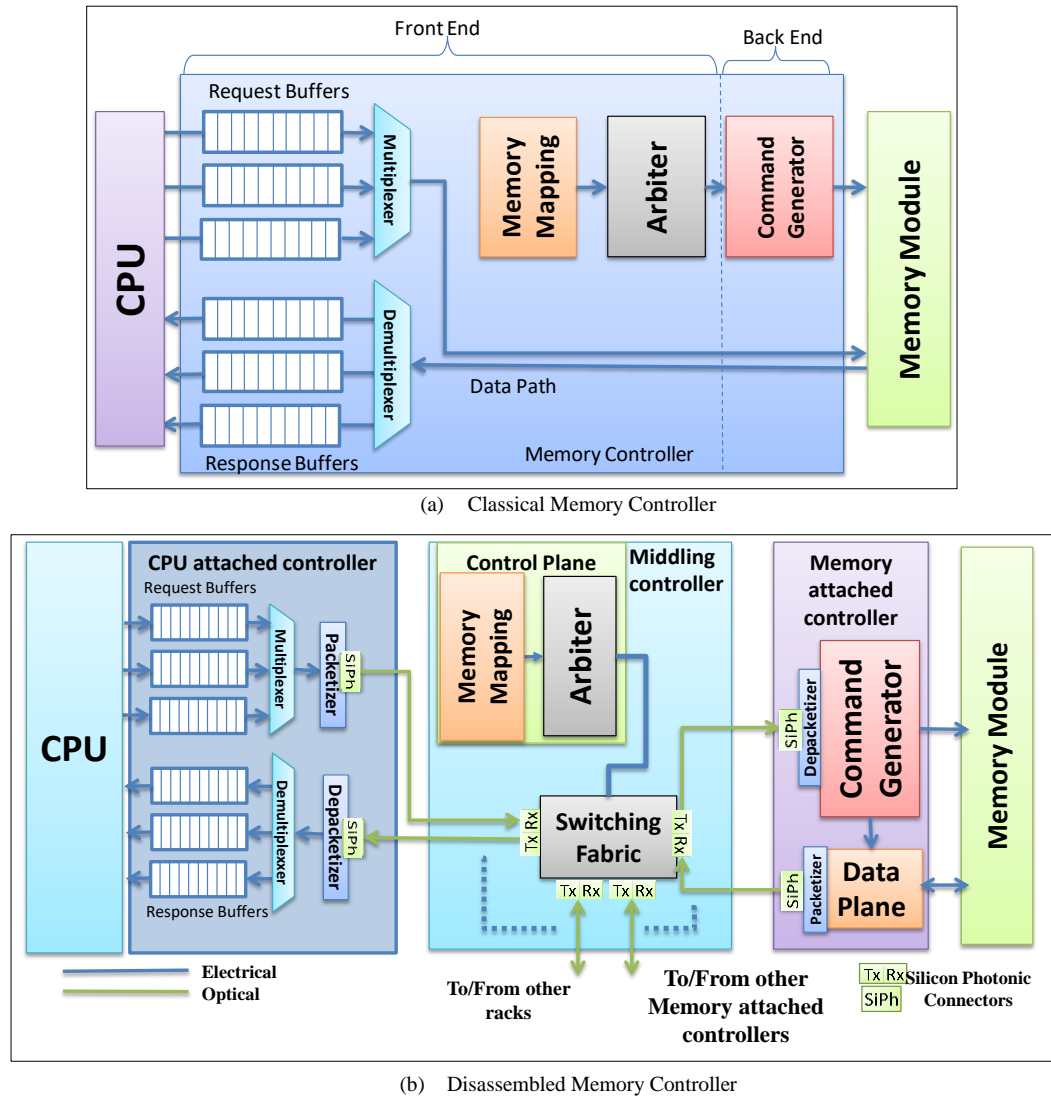 Front End
Back End
Request Buffers
CPU
Multiplexer
Memory
Mapping
Arbiter
Command
Generator
Memory Module
Demultiplexer
Data Path
Response Buffers
Memory Controller
(a) Classical Memory Controller
CPU
CPU attached controller
Request Buffers
Multiplexer
Packetizer
SiPh
Demultiplexxer
Depacketizer
SiPh
Response Buffers
Control Plane
Middling
controller
Memory
Mapping
Arbiter
Tx Rx
Switching
Fabric
Tx Rx
Tx Rx
Tx Rx
Memory
attached
controller
SiPh
Depacketizer
Command
Generator
SiPh
Packetizer
Data
Plane
Memory Module
Electrical
Optical
To/From other
racks
To/From other
Memory attached
controllers
Tx Rx
SiPh
Silicon Photonic
Connectors
(b) Disassembled Memory Controller